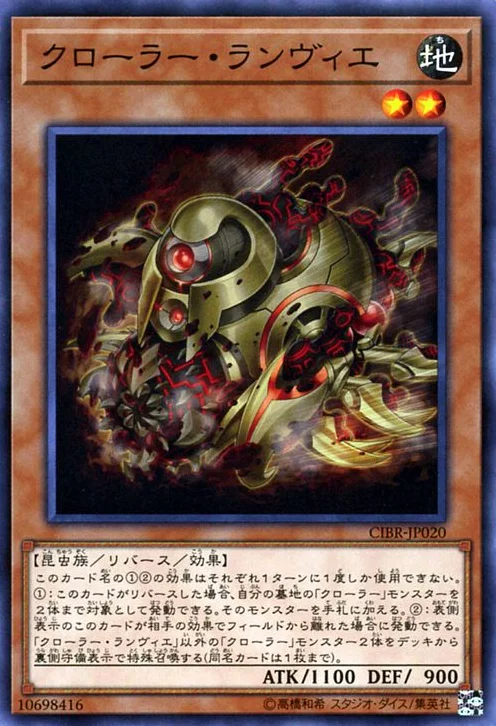 クローラー・ランヴィエ
地
CIBR-JP020
【昆虫族/リバース/効果】
このカード名の①②の効果はそれぞれ1ターンに1度しか使用できない。
①:このカードがリバースした場合、自分の墓地の「クローラー」モンスターを
2体まで対象として発動できる。そのモンスターを手札に加える。②:表側
表示のこのカードが相手の効果でフィールドから離れた場合に発動できる。
「クローラー・ランヴィエ」以外の「クローラー」モンスター2体をデッキから
裏側守備表示で特殊召喚する(同名カードは1枚まで)。
ATK/1100 DEF/ 900
10698416
©高橋和希 スタジオ・ダイス/集英社